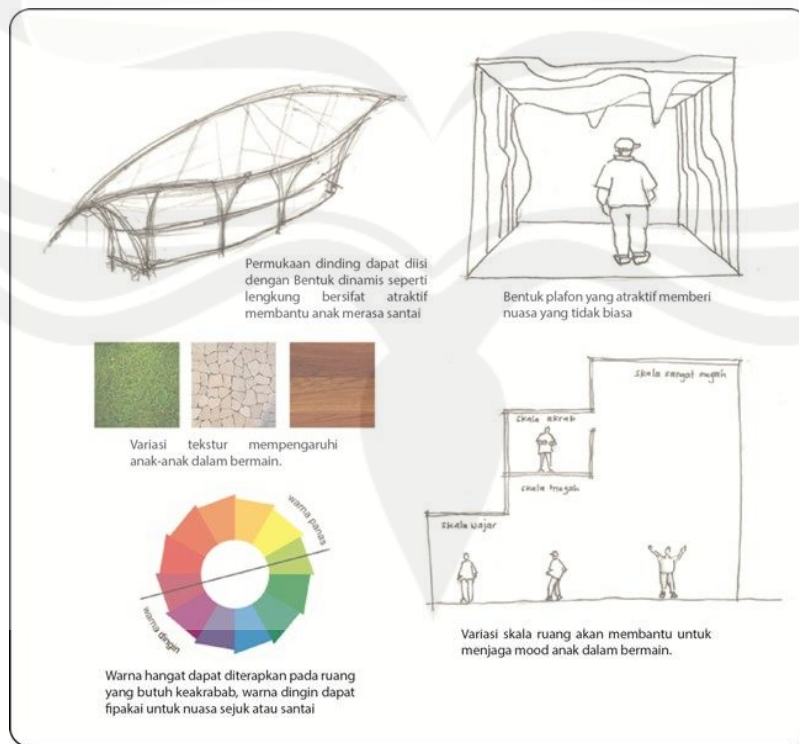 Permukaan dinding dapat diisi
dengan Bentuk dinamis seperti
lengkung bersifat atraktif
membantu anak merasa santai
Bentuk plafon yang atraktif memberi
nuasa yang tidak biasa
Variasi tekstur mempengaruhi
anak-anak dalam bermain.
skala sangat megah
skala akrab
skala megah
skala wajar
Variasi skala ruang akan membantu untuk
menjaga mood anak dalam bermain.
warna panas
warna dingin
Warna hangat dapat diterapkan pada ruang
yang butuh keakrabab, warna dingin dapat
fipakai untuk nuasa sejuk atau santai